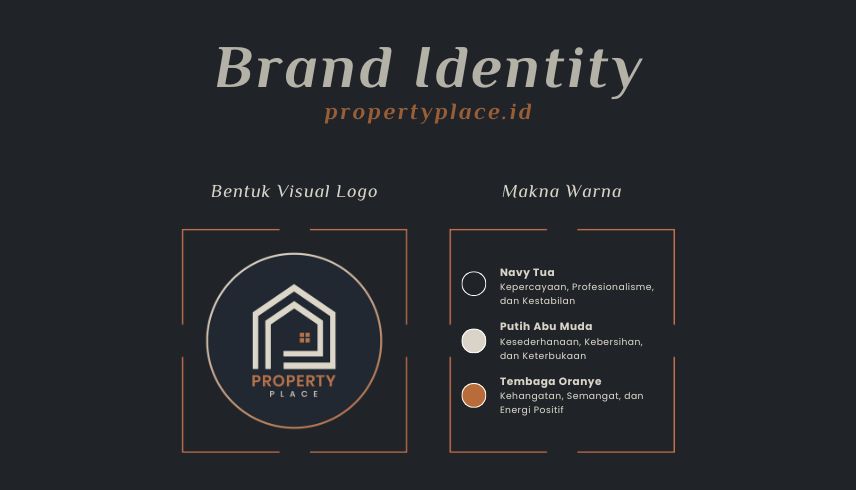 Brand Identity
propertyplace.id
Bentuk Visual Logo
PROPERTY
PLACE
Makna Warna
Navy Tua
Kepercayaan, Profesionalisme,
dan Kestabilan
Putih Abu Muda
Kesederhanaan, Kebersihan,
dan Keterbukaan
Tembaga Oranye
Kehangatan, Semangat, dan
Energi Positif